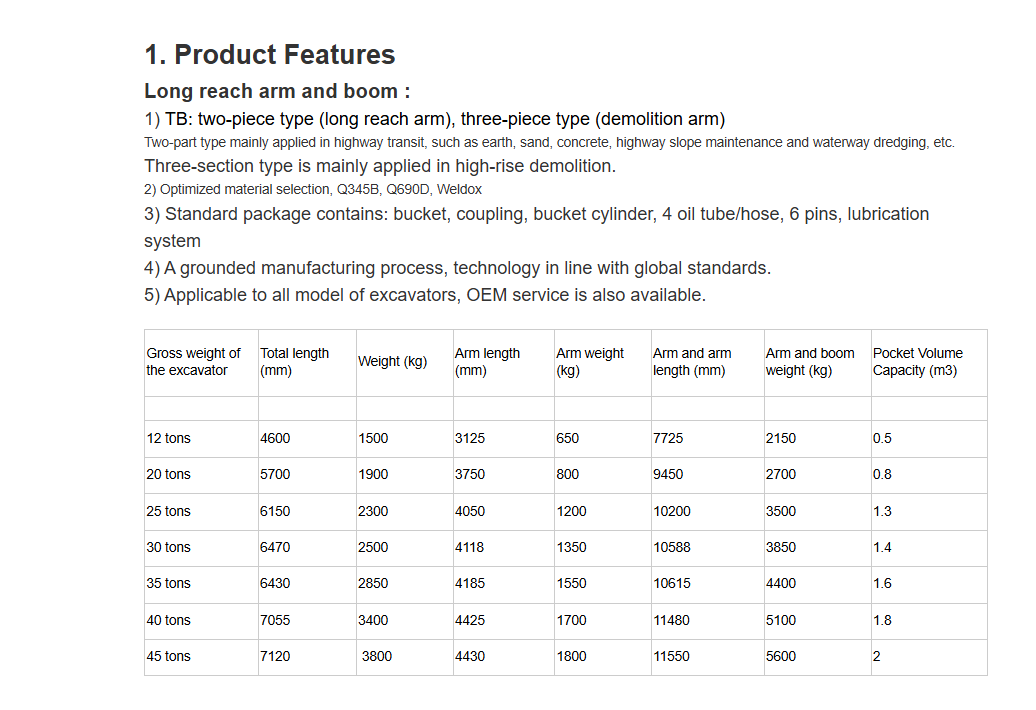 1. Product Features
Long reach arm and boom :
1) TB: two-piece type (long reach arm), three-piece type (demolition arm)
Two-part type mainly applied in highway transit, such as earth, sand, concrete, highway slope maintenance and waterway dredging, etc.
Three-section type is mainly applied in high-rise demolition.
2) Optimized material selection, Q345B, Q690D, Weldox
3) Standard package contains: bucket, coupling, bucket cylinder, 4 oil tube/hose, 6 pins, lubrication
system
4) A grounded manufacturing process, technology in line with global standards.
5) Applicable to all model of excavators, OEM service is also available.
Gross weight of the excavator Total length (mm) Weight (kg) Arm length (mm) Arm weight (kg) Arm and arm length (mm) Arm and boom weight (kg) Pocket Volume Capacity (m3)
12 tons 4600 1500 3125 650 7725 2150 0.5
20 tons 5700 1900 3750 800 9450 2700 0.8
25 tons 6150 2300 4050 1200 10200 3500 1.3
30 tons 6470 2500 4118 1350 10588 3850 1.4
35 tons 6430 2850 4185 1550 10615 4400 1.6
40 tons 7055 3400 4425 1700 11480 5100 1.8
45 tons 7120 3800 4430 1800 11550 5600 2